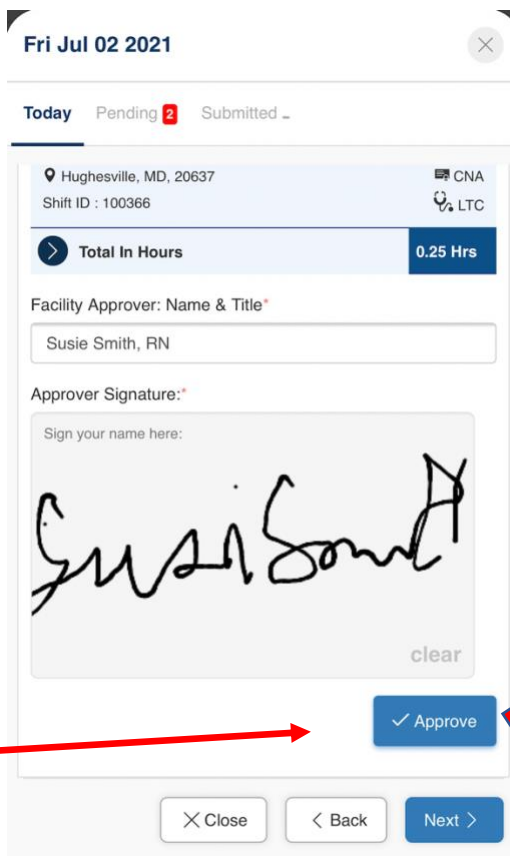 Fri Jul 02 2021
Today Pending 2 Submitted
Hughesville, MD, 20637 CNA
Shift ID : 100366 LTC
Total In Hours 0.25 Hrs
Facility Approver: Name & Title*
Susie Smith, RN
Approver Signature:*
Sign your name here:
Susi Smith
clear
Approve
Close Back Next